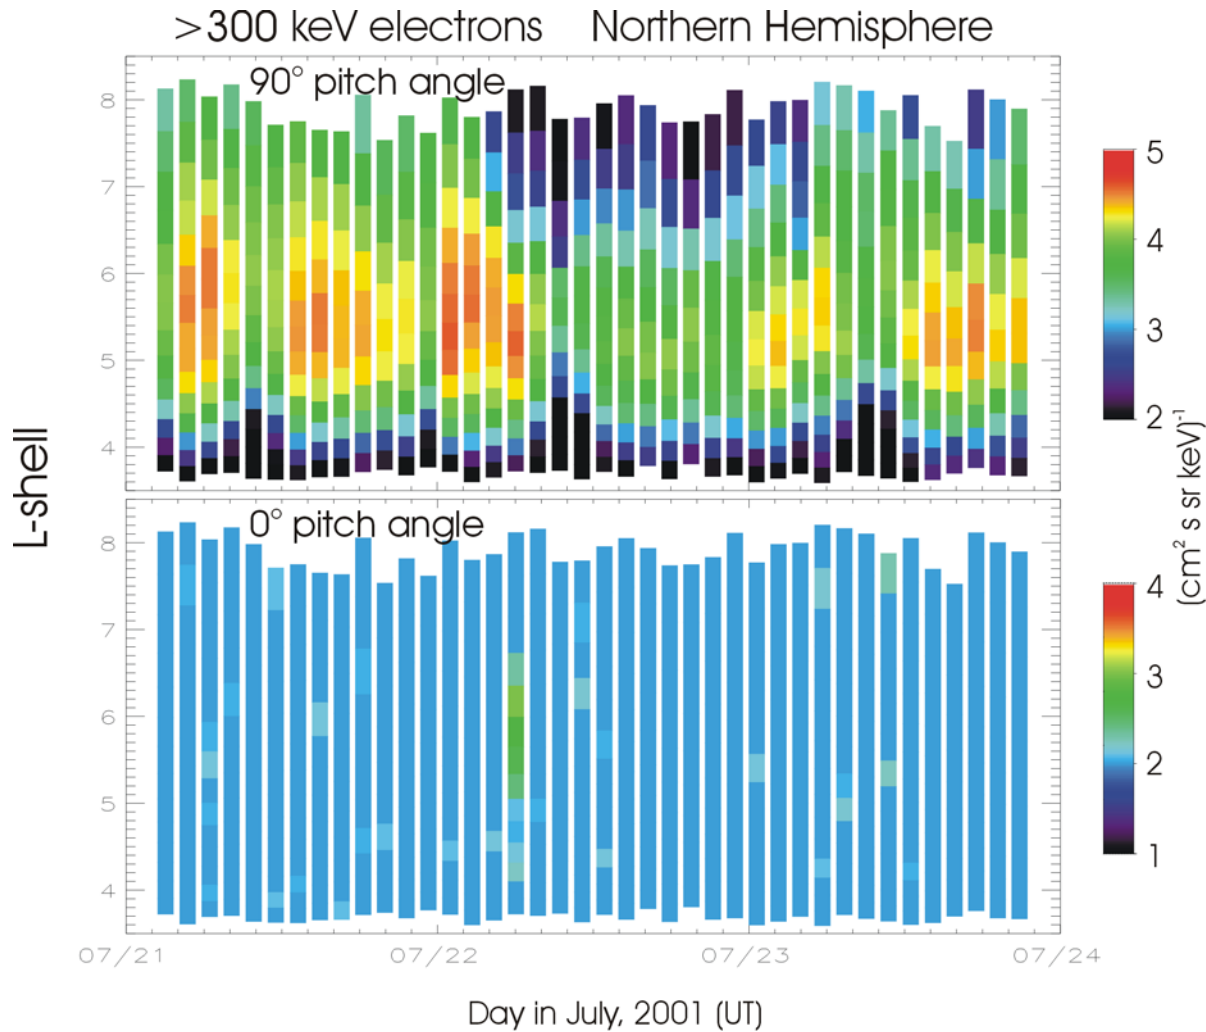 >300 keV electrons Northern Hemisphere
90° pitch angle
8
7
6
5
4
5
4
3
2
L-shell
(cm² s sr keV)⁻¹
0° pitch angle
8
7
6
5
4
4
3
2
1
07/21 07/22 07/23 07/24
Day in July, 2001 (UT)